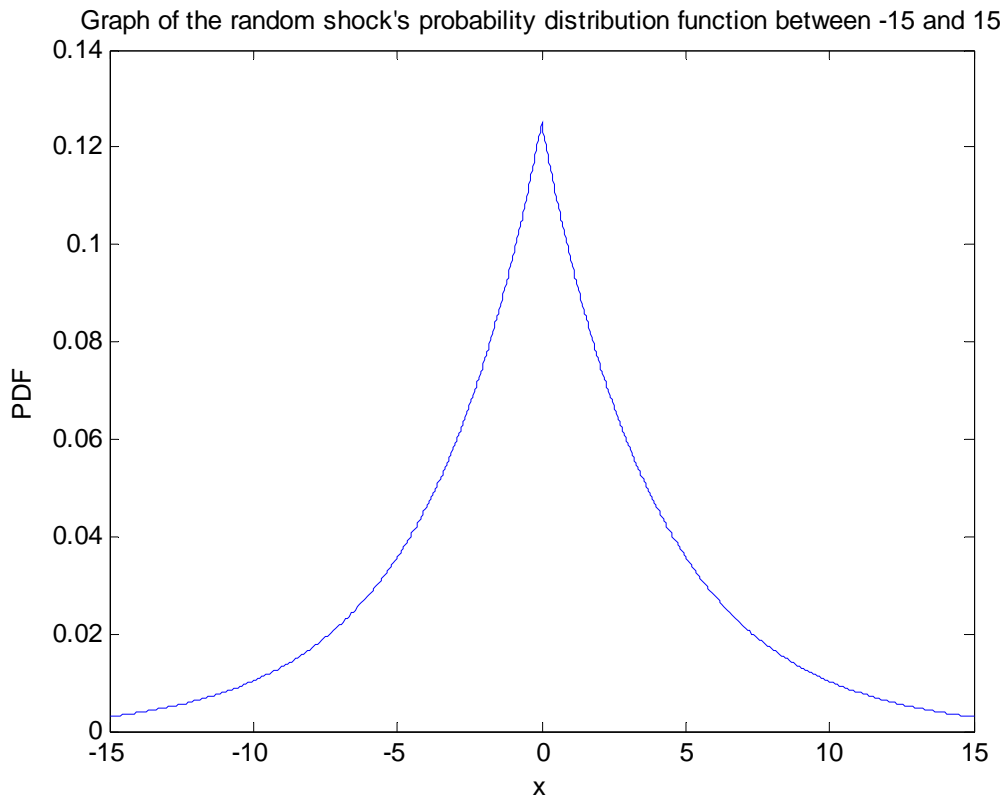 Graph of the random shock's probability distribution function between -15 and 15
0.14
0.12
0.1
0.08
0.06
0.04
0.02
0
PDF
-15 -10 -5 0 5 10 15
x